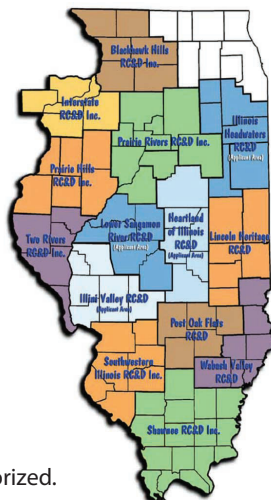 Blackhawk Hills
RC&D Inc.
Interstate
RC&D Inc.
Illinois
Headwaters
RC&D
(Applicant Area)
Prairie Rivers RC&D Inc.
Prairie Hills
RC&D Inc.
Two Rivers
RC&D Inc.
Lower Sangamon
River RC&D
(Applicant Area)
Heartland
of Illinois
RC&D
(Applicant Area)
Lincoln Heritage
RC&D
Illini Valley RC&D
(Applicant Area)
Post Oak Flats
RC&D
Southwestern
Illinois RC&D Inc.
Wabash Valley
RC&D
Shawnee RC&D Inc.
orized.